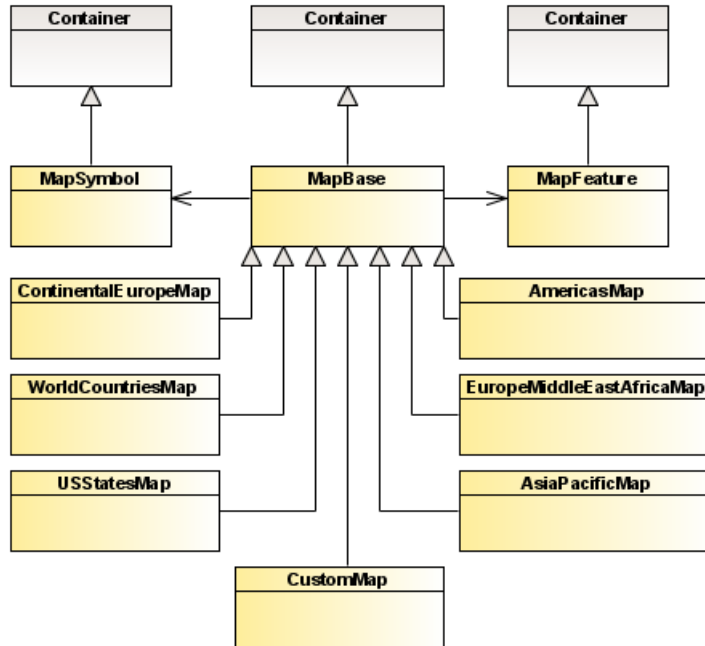 Container
Container
Container
MapSymbol
MapBase
MapFeature
ContinentalEuropeMap
AmericasMap
WorldCountriesMap
EuropeMiddleEastAfricaMap
USStatesMap
AsiaPacificMap
CustomMap